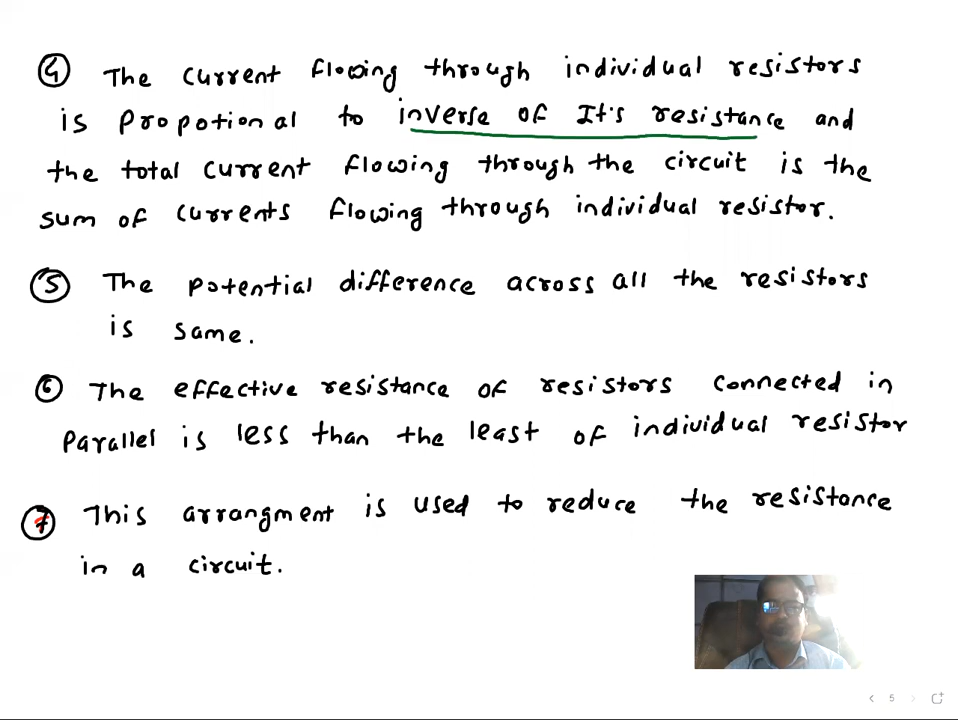 ④ The current flowing through individual resistors
is propotional to inverse of It's resistance and
the total current flowing through the circuit is the
sum of currents flowing through individual resistor.
⑤ The potential difference across all the resistors
is same.
⑥ The effective resistance of resistors connected in
parallel is less than the least of individual resistor
⑦ This arrangment is used to reduce the resistance
in a circuit.
5